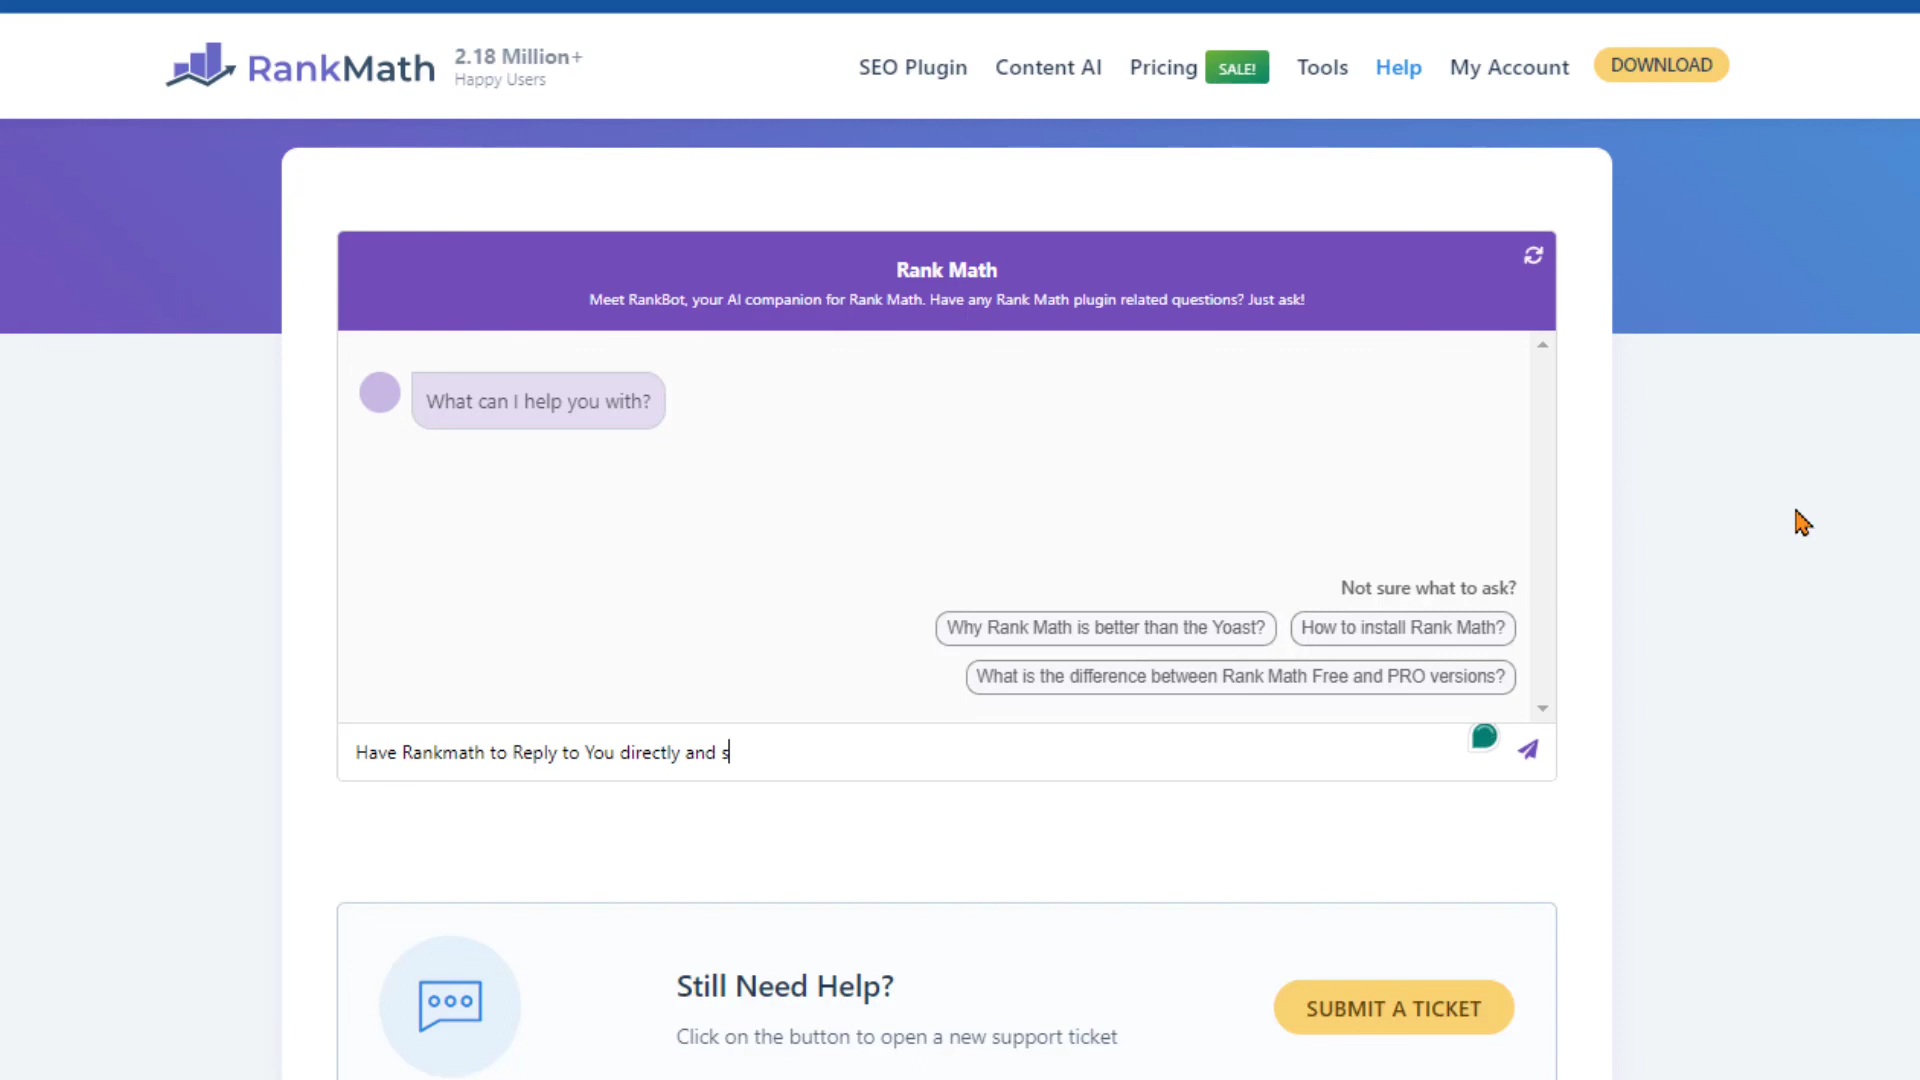 RankMath
2.18 Million+
Happy Users
SEO Plugin
Content AI
Pricing
SALE!
Tools
Help
My Account
DOWNLOAD
Rank Math
Meet RankBot, your AI companion for Rank Math. Have any Rank Math plugin related questions? Just ask!
What can I help you with?
Not sure what to ask?
Why Rank Math is better than the Yoast?
How to install Rank Math?
What is the difference between Rank Math Free and PRO versions?
Have Rankmath to Reply to You directly and s
Still Need Help?
Click on the button to open a new support ticket
SUBMIT A TICKET